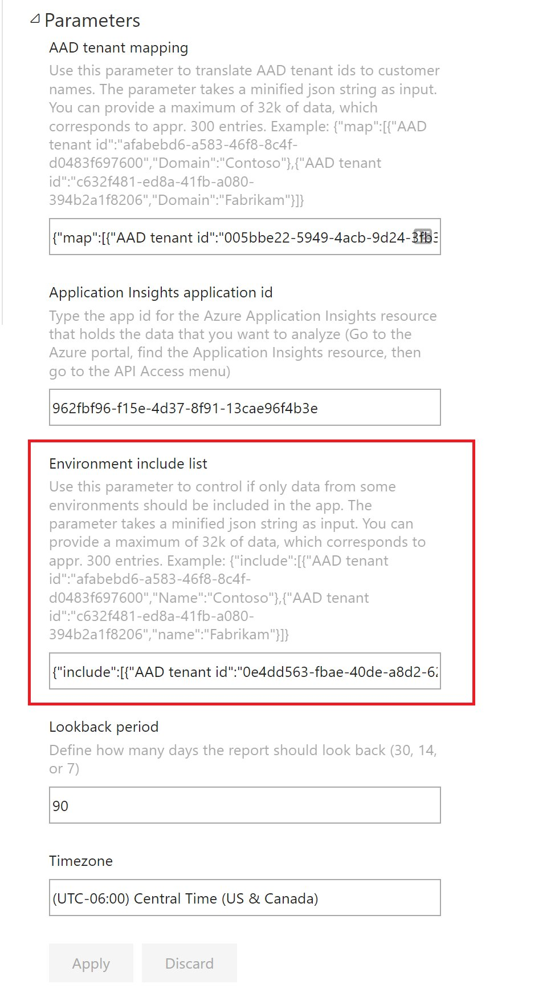 Parameters
AAD tenant mapping
Use this parameter to translate AAD tenant ids to customer
names. The parameter takes a minified json string as input.
You can provide a maximum of 32k of data, which
corresponds to appr. 300 entries. Example: {"map":[{"AAD
tenant id":"afabebd6-a583-46f8-8c4f-
d0483f697600","Domain":"Contoso"},{"AAD tenant
id":"c632f481-ed8a-41fb-a080-
394b2a1f8206","Domain":"Fabrikam"}]}
{"map":[{"AAD tenant id":"005bbe22-5949-4acb-9d24-3fb3
Application Insights application id
Type the app id for the Azure Application Insights resource
that holds the data that you want to analyze (Go to the
Azure portal, find the Application Insights resource, then
go to the API Access menu)
962fbf96-f15e-4d37-8f91-13cae96f4b3e
Environment include list
Use this parameter to control if only data from some
environments should be included in the app. The
parameter takes a minified json string as input. You can
provide a maximum of 32k of data, which corresponds to
appr. 300 entries. Example: {"include":[{"AAD tenant
id":"afabebd6-a583-46f8-8c4f-
d0483f697600","Name":"Contoso"},{"AAD tenant
id":"c632f481-ed8a-41fb-a080-
394b2a1f8206","name":"Fabrikam"}]}
{"include":[{"AAD tenant id":"0e4dd563-fbae-40de-a8d2-62
Lookback period
Define how many days the report should look back (30, 14,
or 7)
90
Timezone
(UTC-06:00) Central Time (US & Canada)
Apply
Discard